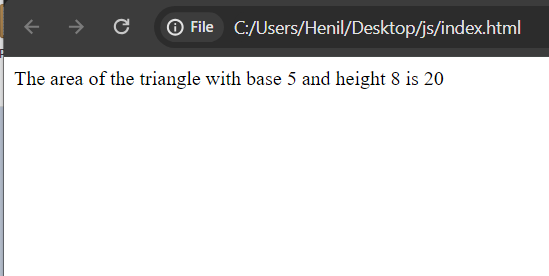 File C:/Users/Henil/Desktop/js/index.html
The area of the triangle with base 5 and height 8 is 20